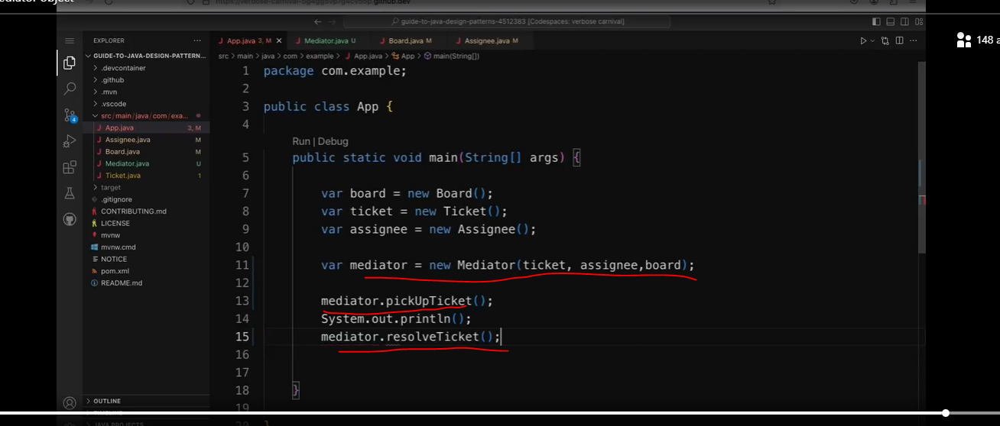 ediator Object
guide-to-java-design-patterns-4512383 [Codespaces: verbose carnival]
148
EXPLORER
GUIDE-TO-JAVA-DESIGN-PATTERN...
.devcontainer
.github
.mvn
.vscode
src/main/java/com/exa...
App.java 3, M
Assignee.java M
Board.java M
Mediator.java U
Ticket.java 1
target
.gitignore
CONTRIBUTING.md
LICENSE
mvnw
mvnw.cmd
NOTICE
pom.xml
README.md
OUTLINE
TIMELINE
JAVA PROJECTS
4
App.java 3, M
Mediator.java U
Board.java M
Assignee.java M
src > main > java > com > example > App.java > App > main(String[])
1 package com.example;
2
3 public class App {
4
Run | Debug
5 public static void main(String[] args) {
6
7 var board = new Board();
8 var ticket = new Ticket();
9 var assignee = new Assignee();
10
11 var mediator = new Mediator(ticket, assignee,board);
12
13 mediator.pickUpTicket();
14 System.out.println();
15 mediator.resolveTicket();
16
17
18 }
19
20 }